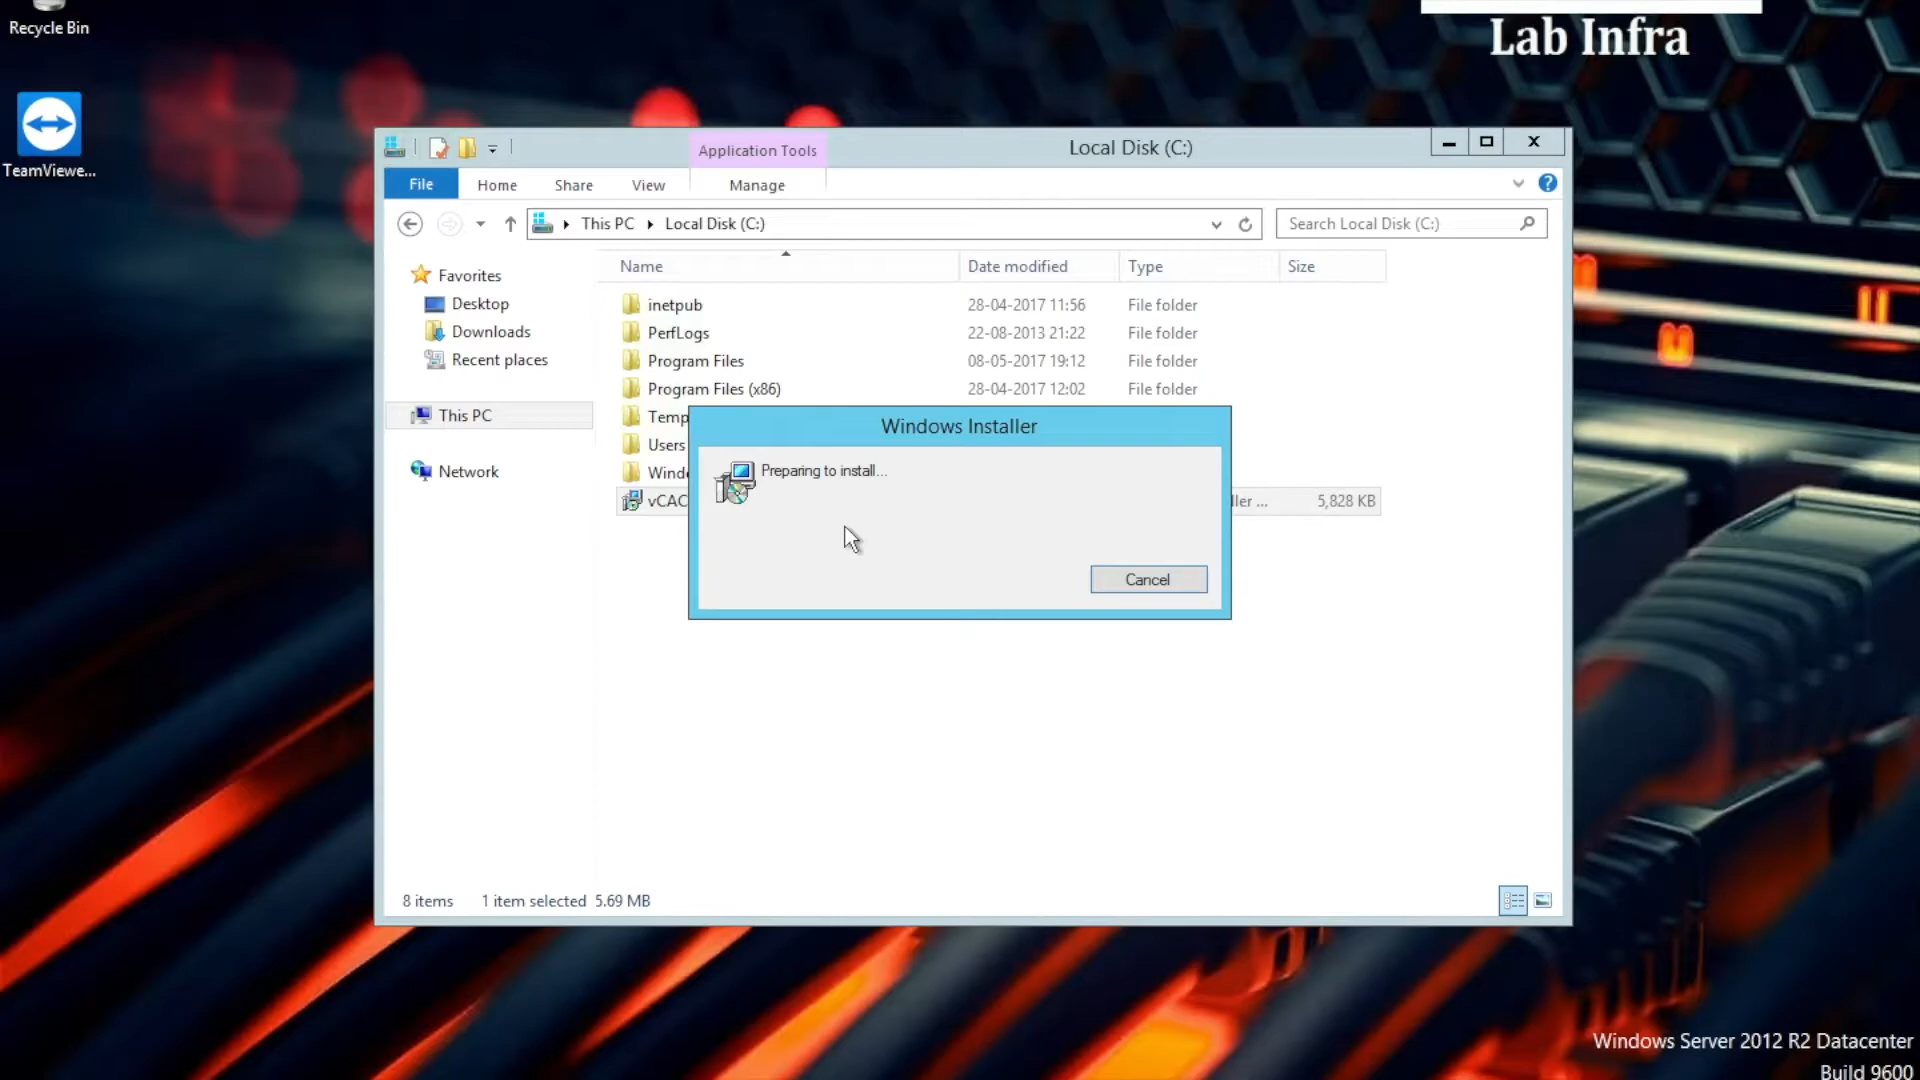 Recycle Bin
Lab Infra
TeamViewe...
Application Tools
Local Disk (C:)
File
Home
Share
View
Manage
This PC
Local Disk (C:)
Search Local Disk (C:)
Name
Date modified
Type
Size
Favorites
Desktop
Downloads
Recent places
This PC
Network
inetpub 28-04-2017 11:56 File folder
PerfLogs 22-08-2013 21:22 File folder
Program Files 08-05-2017 19:12 File folder
Program Files (x86) 28-04-2017 12:02 File folder
Temp
Users
vCAC 5,828 KB
Windows Installer
Preparing to install...
Cancel
8 items
1 item selected 5.69 MB
Windows Server 2012 R2 Datacenter
Build 9600